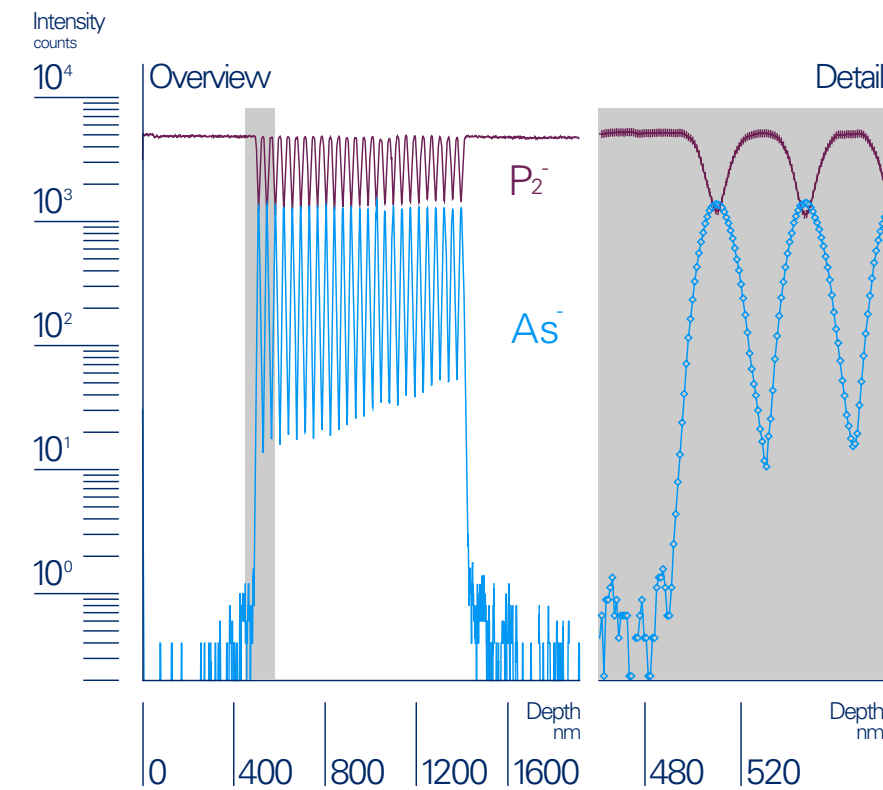 Intensity
counts
10⁴
Overview
Detail
P₂⁻
10³
10²
As⁻
10¹
10⁰
Depth
nm
Depth
nm
0
400
800
1200
1600
480
520